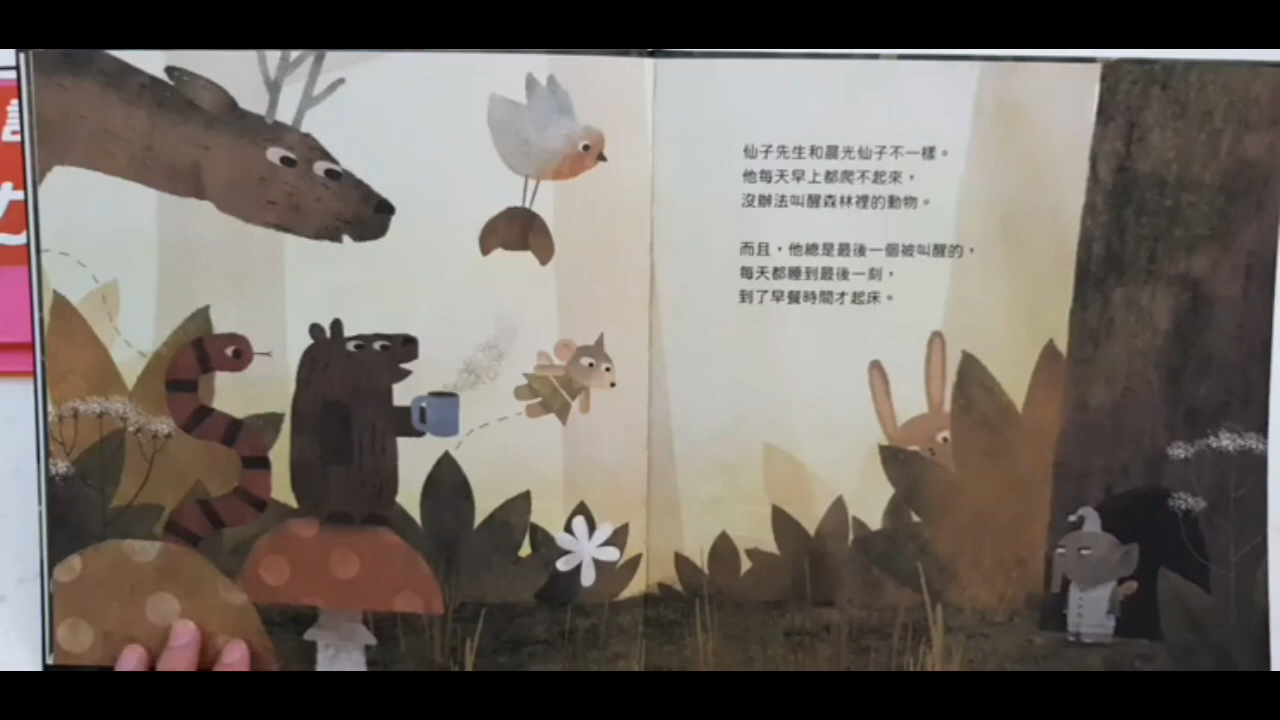 仙子先生和晨光仙子不一樣。
他每天早上都爬不起來，
沒辦法叫醒森林裡的動物。
而且，他總是最後一個被叫醒的，
每天都睡到最後一刻，
到了早餐時間才起床。